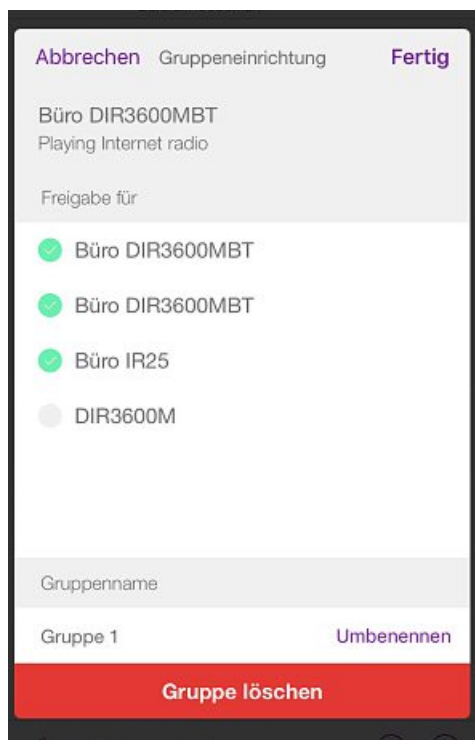 Abbrechen Gruppeneinrichtung Fertig
Büro DIR3600MBT
Playing Internet radio
Freigabe für
Büro DIR3600MBT
Büro DIR3600MBT
Büro IR25
DIR3600M
Gruppenname
Gruppe 1 Umbenennen
Gruppe löschen